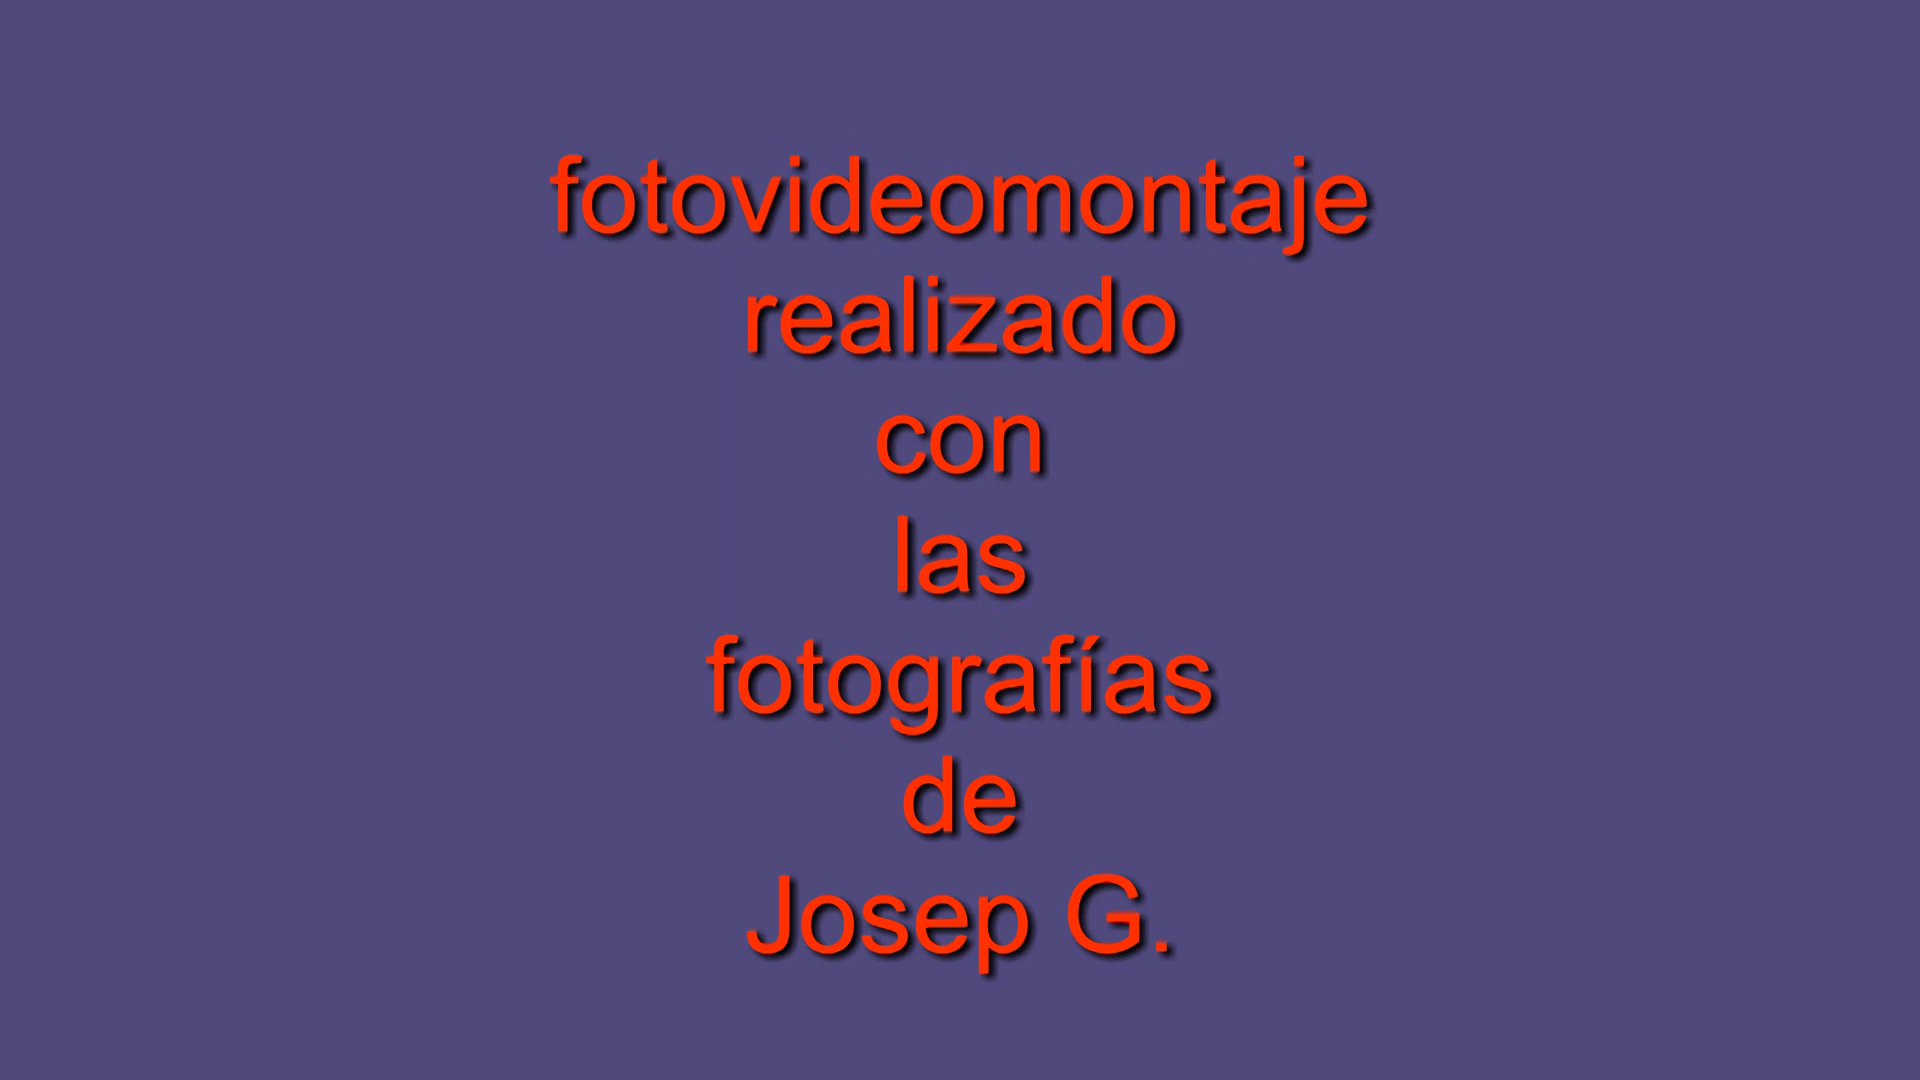 fotovideomontaje
realizado
con
las
fotografías
de
Josep G.